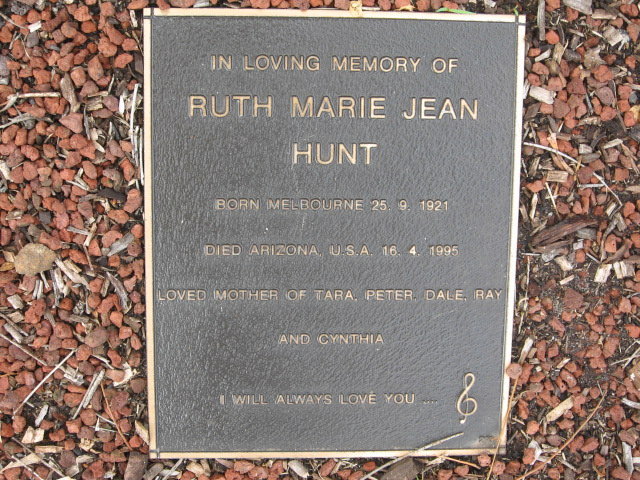 IN LOVING MEMORY OF
RUTH MARIE JEAN
HUNT
BORN MELBOURNE 25. 9. 1921
DIED ARIZONA, U.S.A. 16. 4. 1995
LOVED MOTHER OF TARA, PETER, DALE, RAY
AND CYNTHIA
I WILL ALWAYS LOVE YOU ....